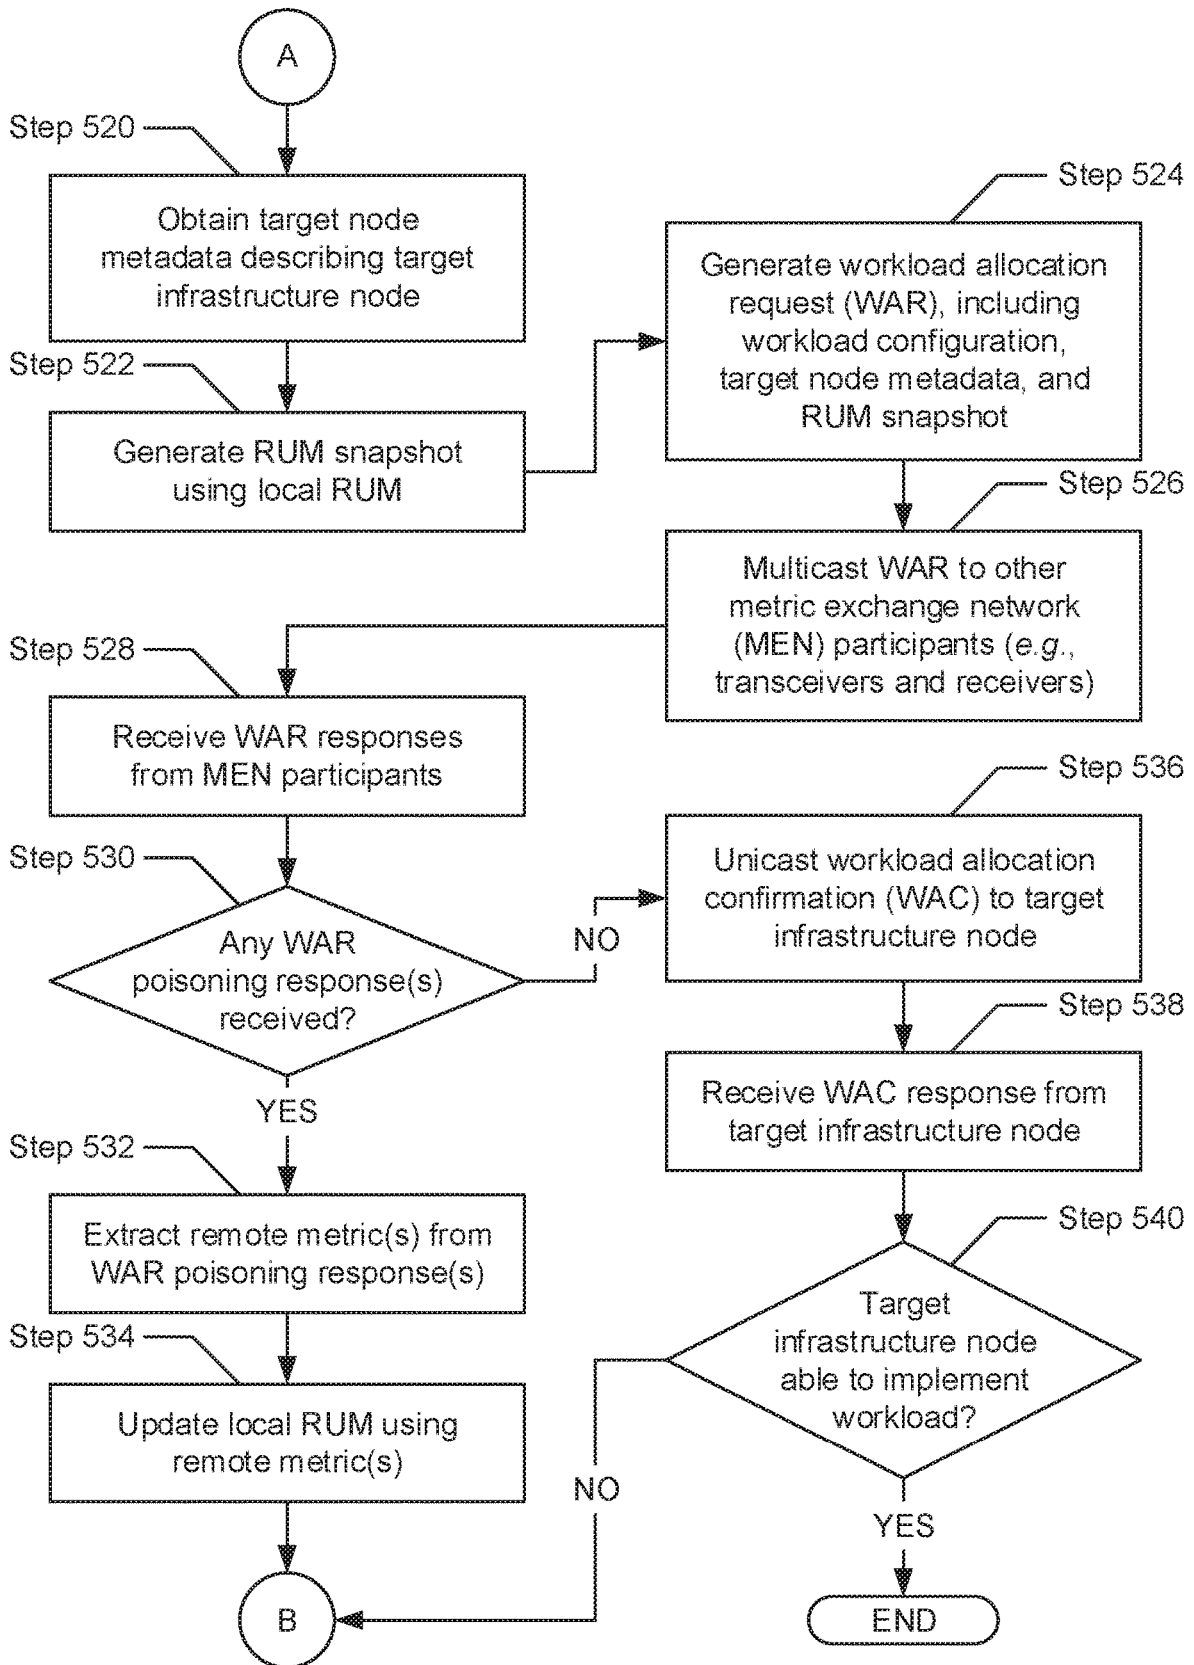 A
Step 520
Obtain target node
metadata describing target
infrastructure node
Step 522
Generate RUM snapshot
using local RUM
Step 524
Generate workload allocation
request (WAR), including
workload configuration,
target node metadata, and
RUM snapshot
Step 526
Multicast WAR to other
metric exchange network
(MEN) participants (e.g.,
transceivers and receivers)
Step 528
Receive WAR responses
from MEN participants
Step 530
Any WAR
poisoning response(s)
received?
NO
YES
Step 532
Extract remote metric(s) from
WAR poisoning response(s)
Step 534
Update local RUM using
remote metric(s)
B
Step 536
Unicast workload allocation
confirmation (WAC) to target
infrastructure node
Step 538
Receive WAC response from
target infrastructure node
Step 540
Target
infrastructure node
able to implement
workload?
NO
YES
END